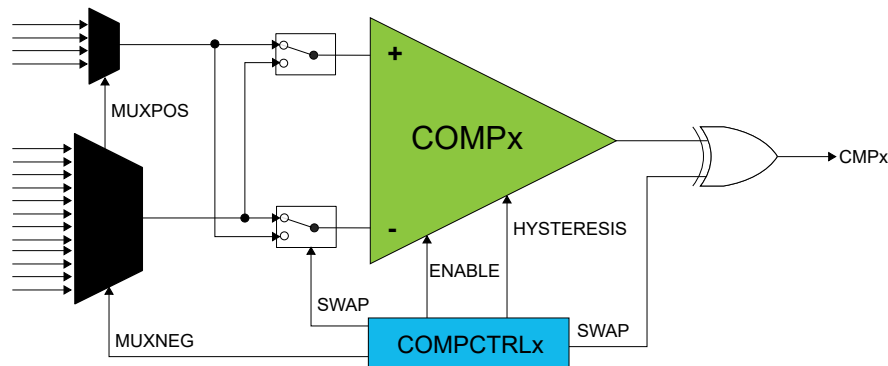 MUXPOS
+
COMPx
CMPx
-
HYSTERESIS
ENABLE
SWAP
SWAP
MUXNEG
COMPCTRLx